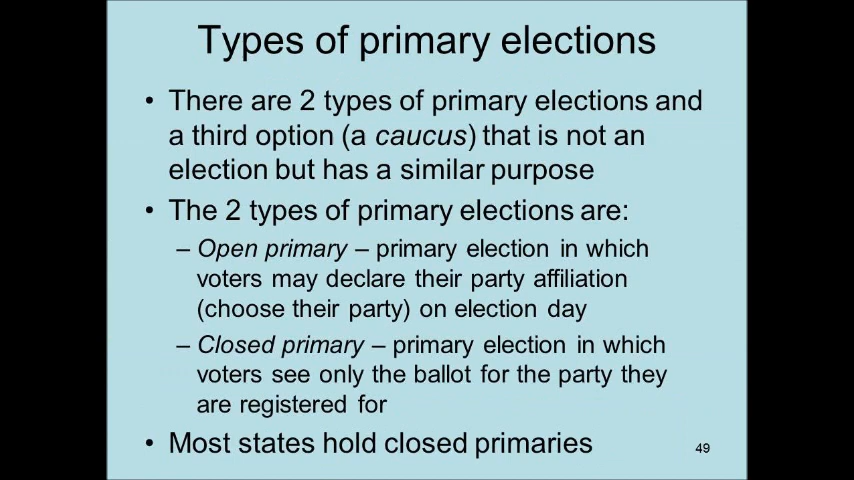 Types of primary elections
• There are 2 types of primary elections and
a third option (a caucus) that is not an
election but has a similar purpose
• The 2 types of primary elections are:
– Open primary – primary election in which
voters may declare their party affiliation
(choose their party) on election day
– Closed primary – primary election in which
voters see only the ballot for the party they
are registered for
• Most states hold closed primaries
49